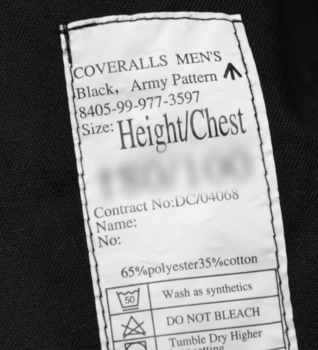 COVERALLS MEN'S
Black, Army Pattern
8405-99-977-3597
Size: Height/Chest
Contract No:DC/04068
Name:
No:
65%polyester35%cotton
50
Wash as synthetics
DO NOT BLEACH
Tumble Dry Higher